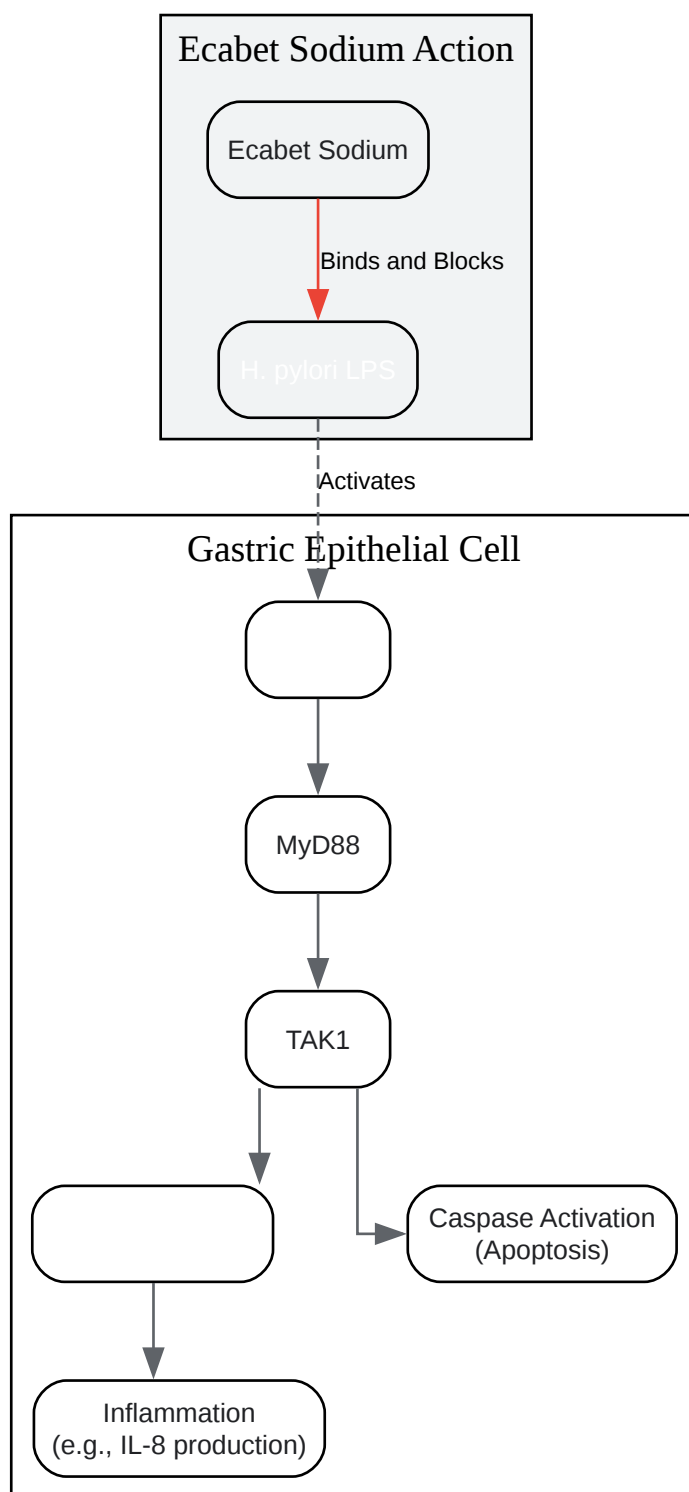 Ecabet Sodium Action
Ecabet Sodium
Binds and Blocks
H. pylori LPS
Activates
Gastric Epithelial Cell
MyD88
TAK1
Caspase Activation
(Apoptosis)
Inflammation
(e.g., IL-8 production)